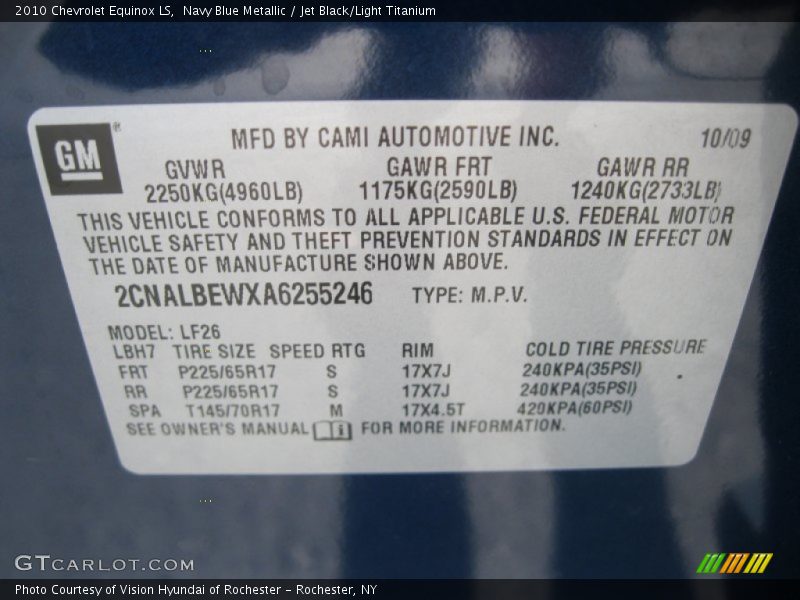 2010 Chevrolet Equinox LS,  Navy Blue Metallic / Jet Black/Light Titanium
GM® MFD BY CAMI AUTOMOTIVE INC. 10/09
GVWR GAWR FRT GAWR RR
2250KG(4960LB) 1175KG(2590LB) 1240KG(2733LB)
THIS VEHICLE CONFORMS TO ALL APPLICABLE U.S. FEDERAL MOTOR
VEHICLE SAFETY AND THEFT PREVENTION STANDARDS IN EFFECT ON
THE DATE OF MANUFACTURE SHOWN ABOVE.
2CNALBEWXA6255246 TYPE: M.P.V.
MODEL: LF26
LBH7 TIRE SIZE SPEED RTG RIM COLD TIRE PRESSURE
FRT P225/65R17 S 17X7J 240KPA(35PSI)
RR P225/65R17 S 17X7J 240KPA(35PSI)
SPA T145/70R17 M 17X4.5T 420KPA(60PSI)
SEE OWNER'S MANUAL i FOR MORE INFORMATION.
GTCARLOT.COM
Photo Courtesy of Vision Hyundai of Rochester - Rochester, NY